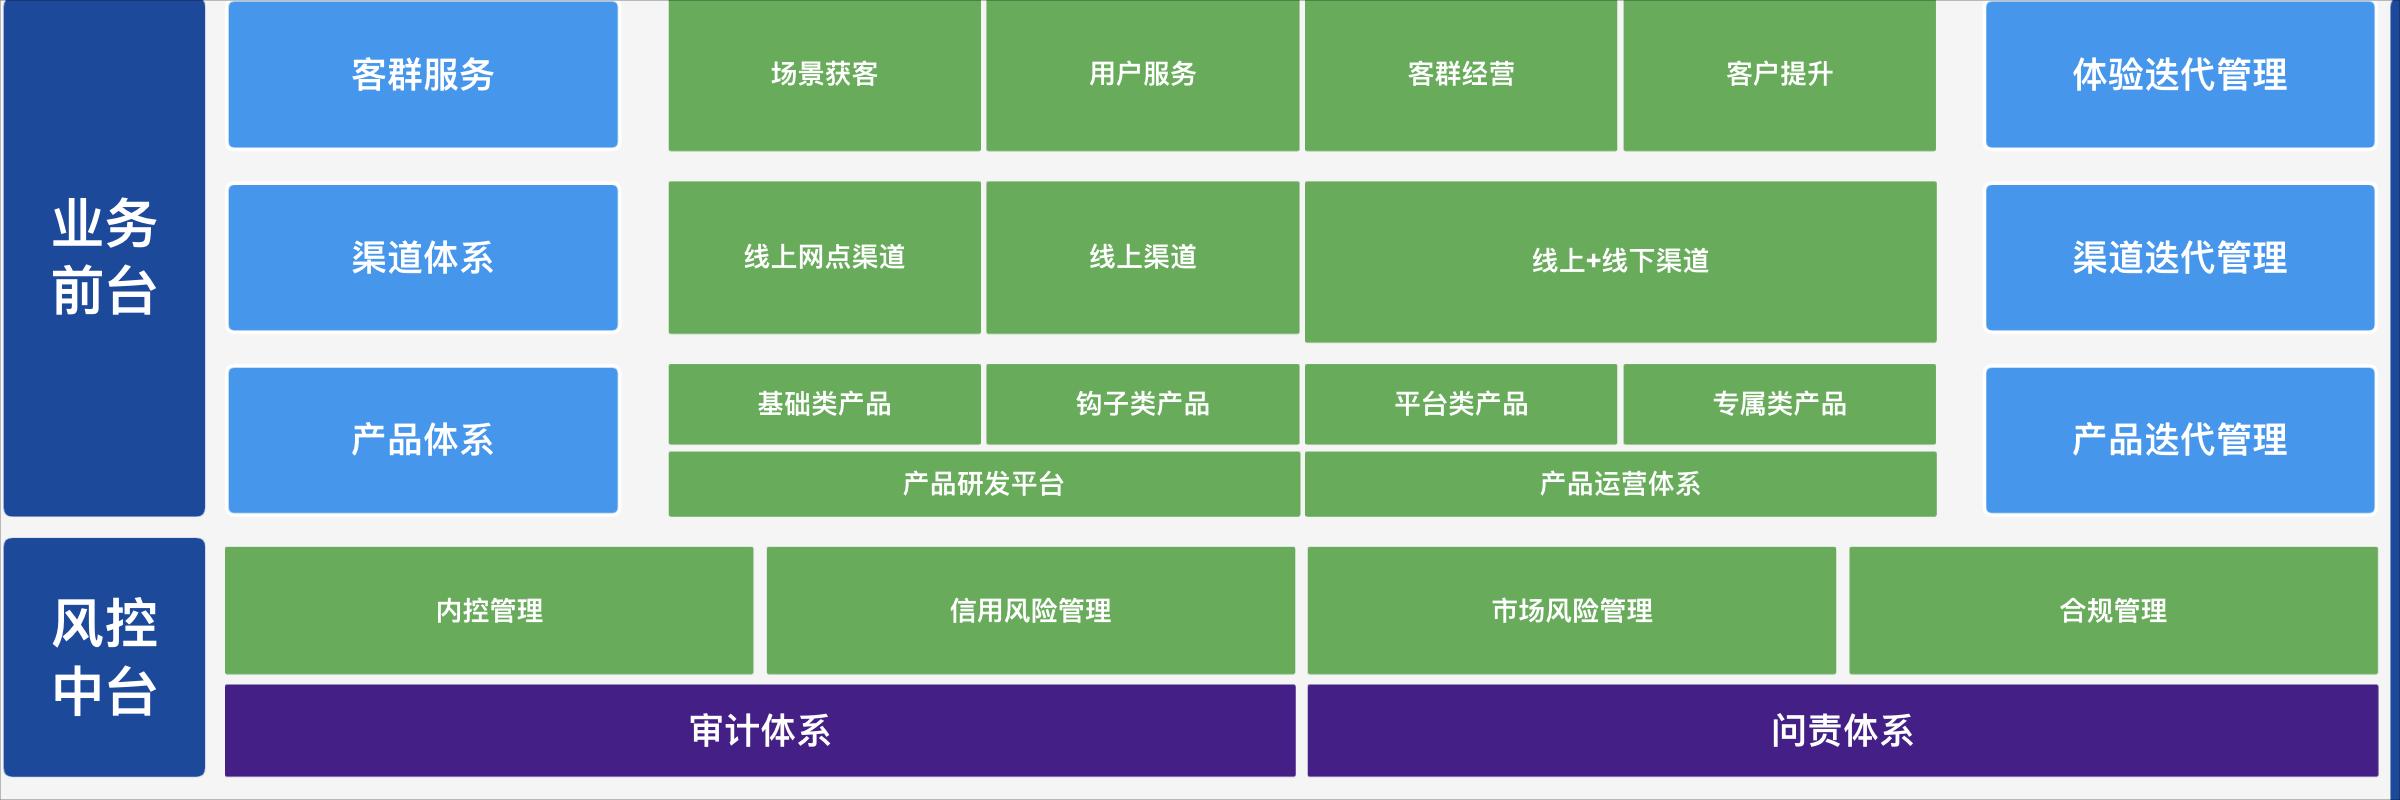 业务
前台
客群服务
场景获客
用户服务
客群经营
客户提升
体验迭代管理
渠道体系
线上网点渠道
线上渠道
线上+线下渠道
渠道迭代管理
产品体系
基础类产品
钩子类产品
平台类产品
专属类产品
产品研发平台
产品运营体系
产品迭代管理
风控
中台
内控管理
信用风险管理
市场风险管理
合规管理
审计体系
问责体系